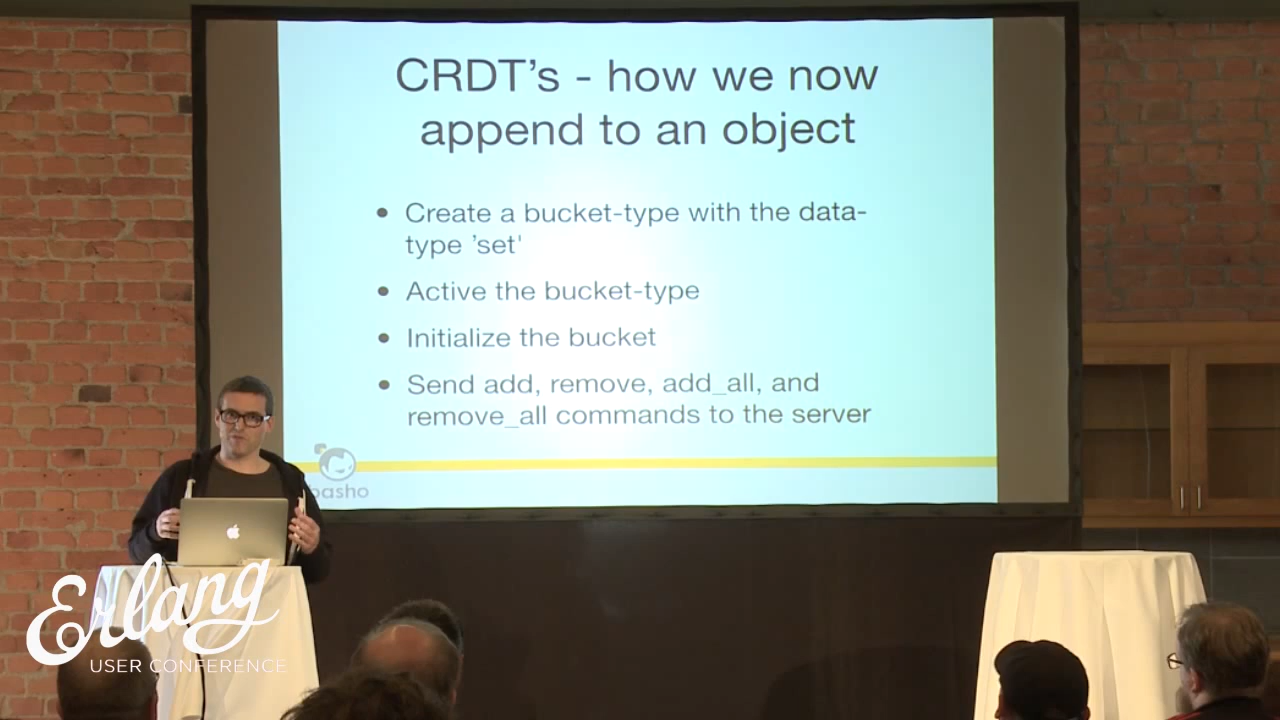 CRDT's - how we now
append to an object
• Create a bucket-type with the data-
type 'set'
• Active the bucket-type
• Initialize the bucket
• Send add, remove, add_all, and
remove_all commands to the server
basho
Erlang
USER CONFERENCE